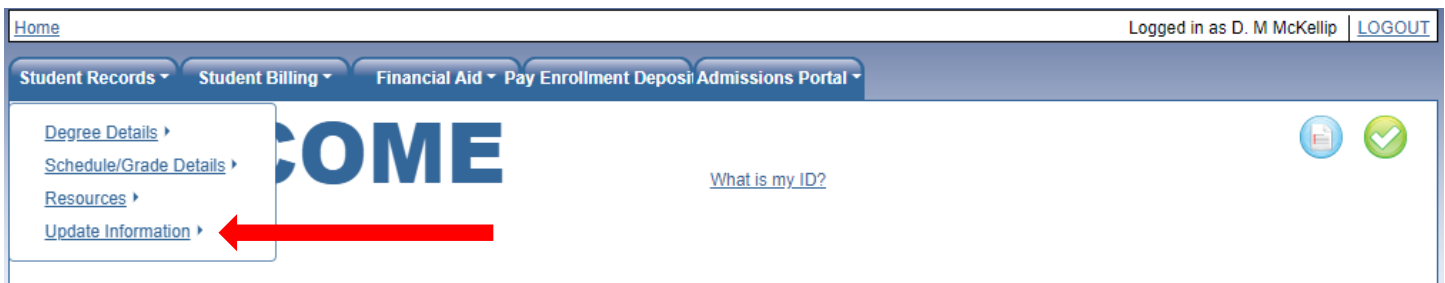 Home
Logged in as D. M McKellip | LOGOUT
Student Records Student Billing Financial Aid Pay Enrollment Deposi Admissions Portal
Degree Details
COME
Schedule/Grade Details
What is my ID?
Resources
Update Information